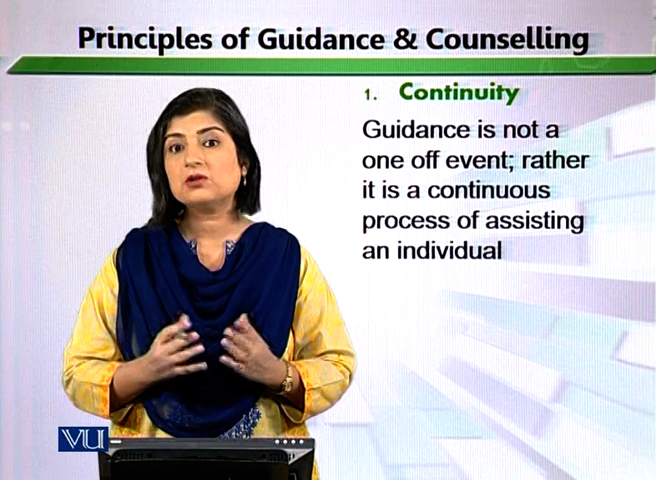 Principles of Guidance & Counselling
1. Continuity
Guidance is not a
one off event; rather
it is a continuous
process of assisting
an individual
VU